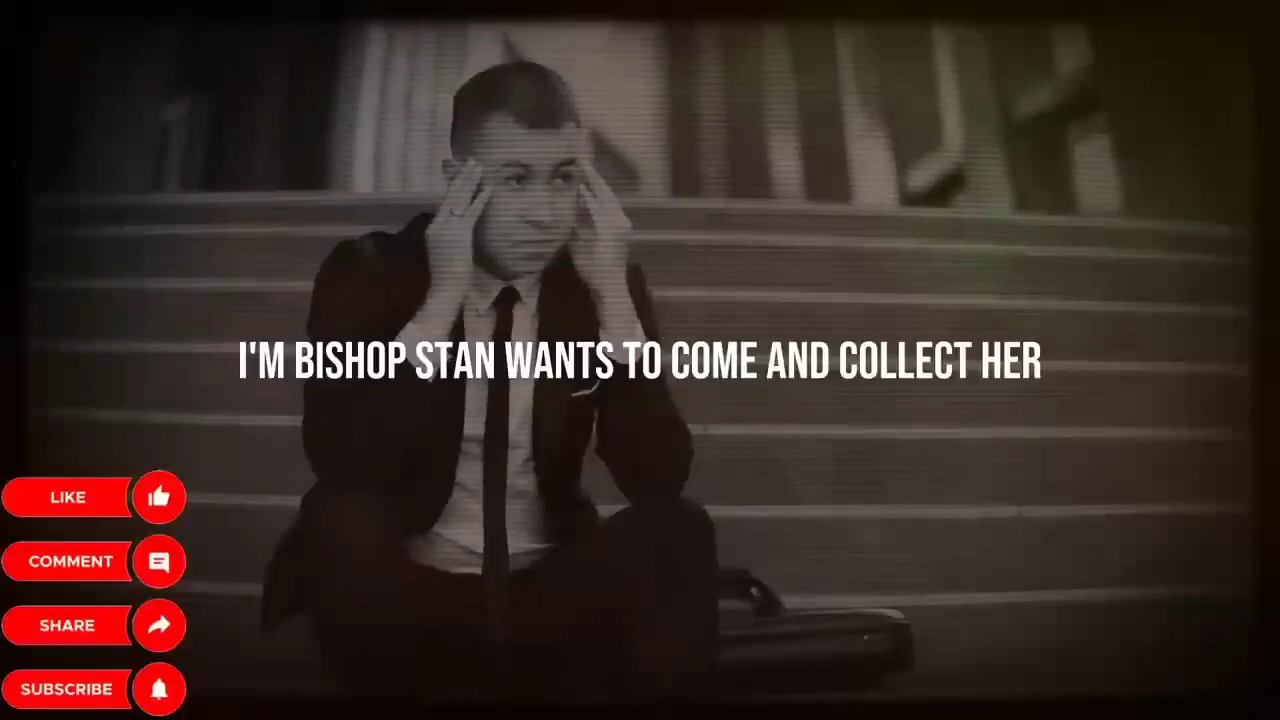 I'M BISHOP STAN WANTS TO COME AND COLLECT HER
LIKE
COMMENT
SHARE
SUBSCRIBE